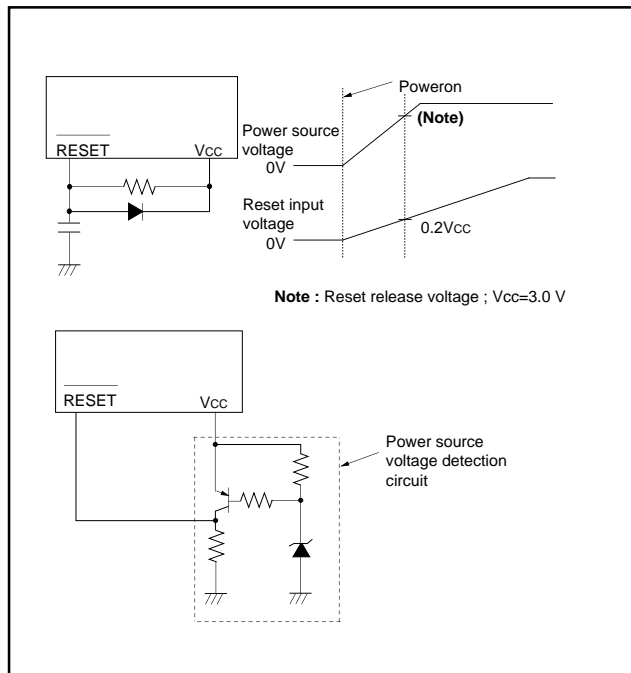 RESET
VCC
Poweron
(Note)
Power source
voltage
0V
Reset input
voltage
0V
0.2VCC
Note : Reset release voltage ; Vcc=3.0 V
RESET
VCC
Power source
voltage detection
circuit